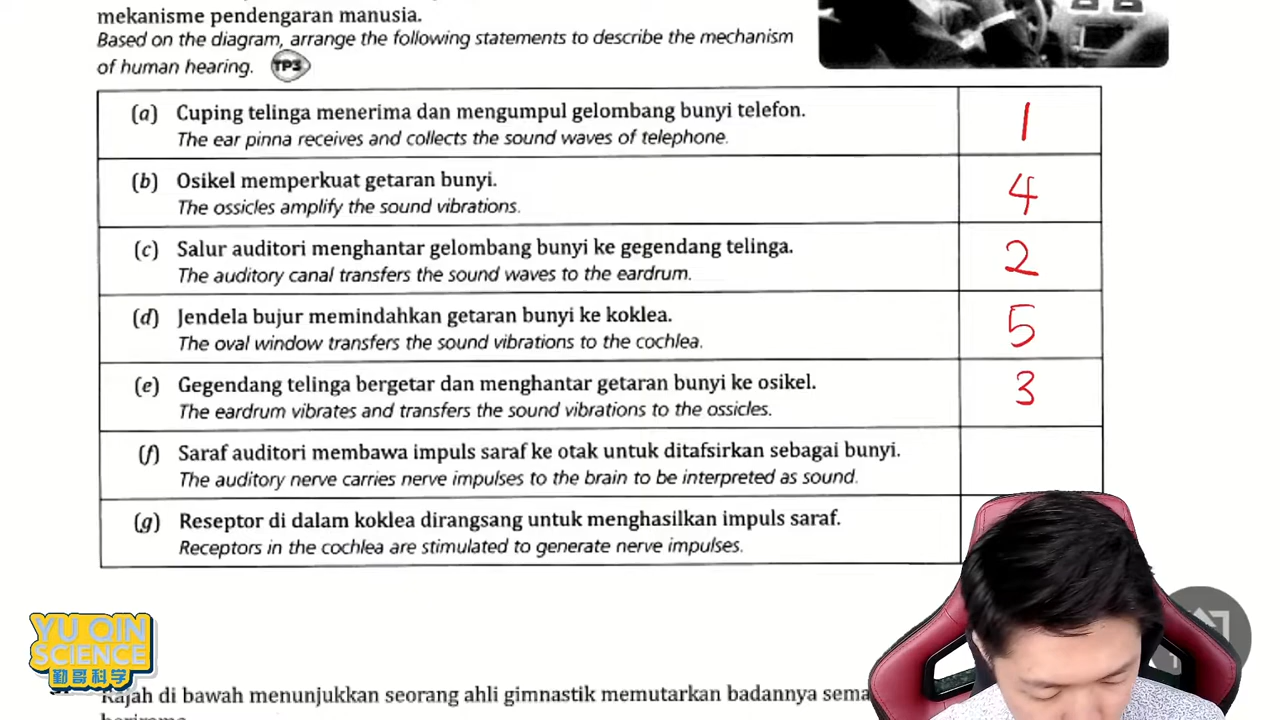 mekanisme pendengaran manusia.
Based on the diagram, arrange the following statements to describe the mechanism
of human hearing. TP3
(a) Cuping telinga menerima dan mengumpul gelombang bunyi telefon. 1
The ear pinna receives and collects the sound waves of telephone.
(b) Osikel memperkuat getaran bunyi. 4
The ossicles amplify the sound vibrations.
(c) Salur auditori menghantar gelombang bunyi ke gegendang telinga. 2
The auditory canal transfers the sound waves to the eardrum.
(d) Jendela bujur memindahkan getaran bunyi ke koklea. 5
The oval window transfers the sound vibrations to the cochlea.
(e) Gegendang telinga bergetar dan menghantar getaran bunyi ke osikel. 3
The eardrum vibrates and transfers the sound vibrations to the ossicles.
(f) Saraf auditori membawa impuls saraf ke otak untuk ditafsirkan sebagai bunyi.
The auditory nerve carries nerve impulses to the brain to be interpreted as sound.
(g) Reseptor di dalam koklea dirangsang untuk menghasilkan impuls saraf.
Receptors in the cochlea are stimulated to generate nerve impulses.
YU QIN
SCIENCE
勤哥科学
Rajah di bawah menunjukkan seorang ahli gimnastik memutarkan badannya